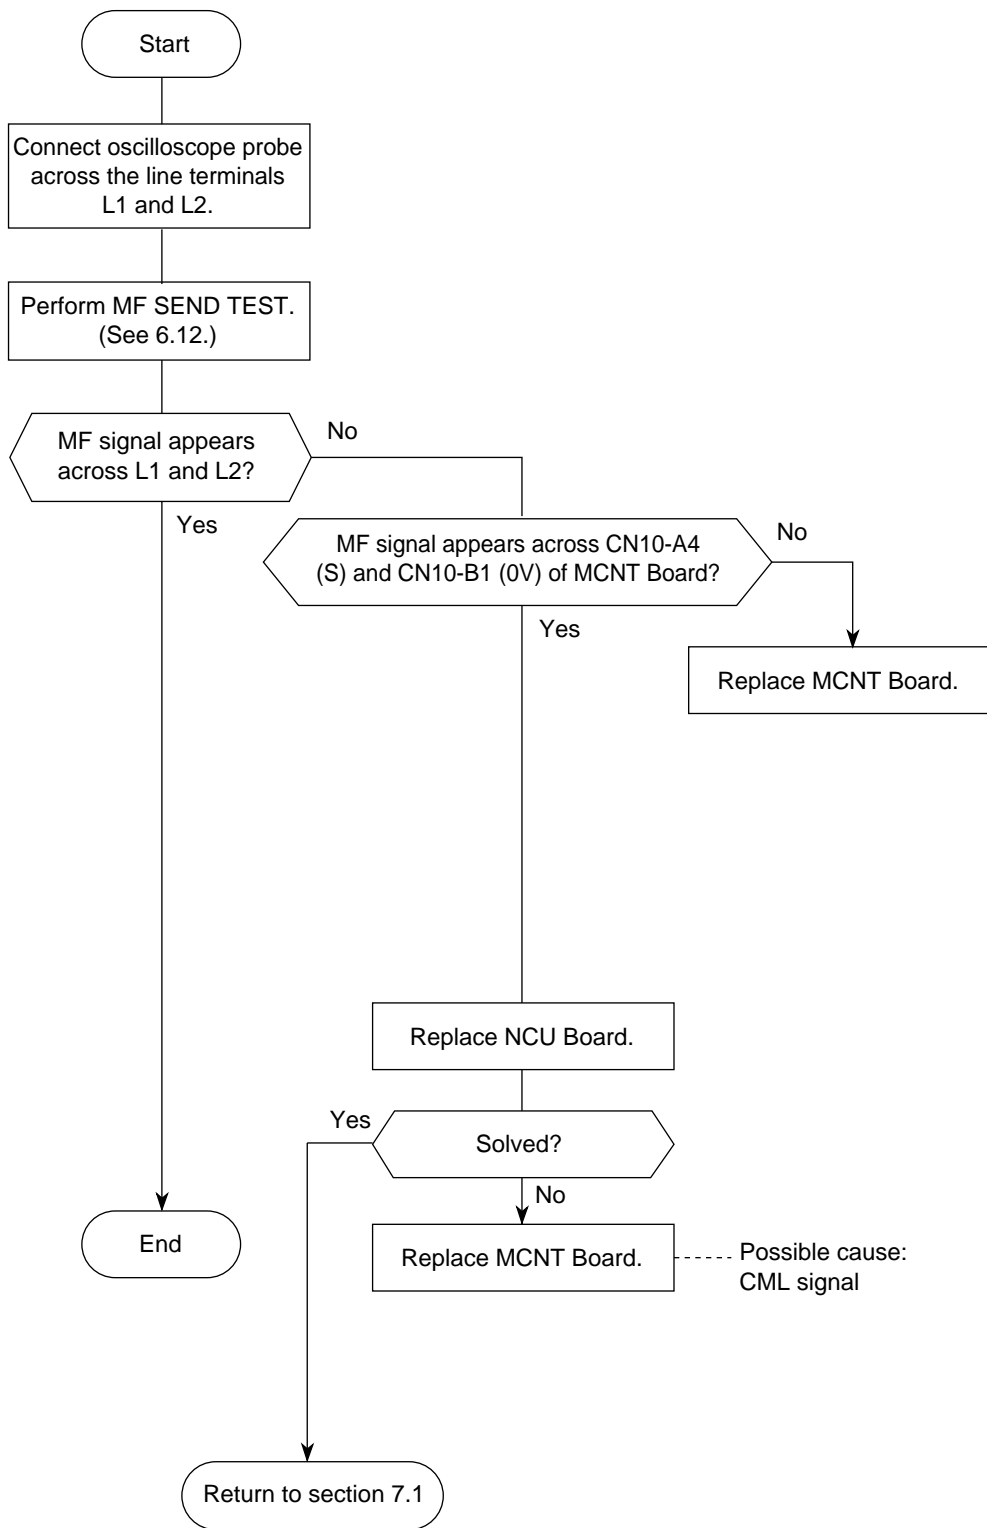 Start
Connect oscilloscope probe
across the line terminals
L1 and L2.
Perform MF SEND TEST.
(See 6.12.)
MF signal appears
across L1 and L2?
No
Yes
MF signal appears across CN10-A4
(S) and CN10-B1 (0V) of MCNT Board?
No
Yes
Replace MCNT Board.
Replace NCU Board.
Yes
Solved?
No
End
Replace MCNT Board.
Possible cause:
CML signal
Return to section 7.1